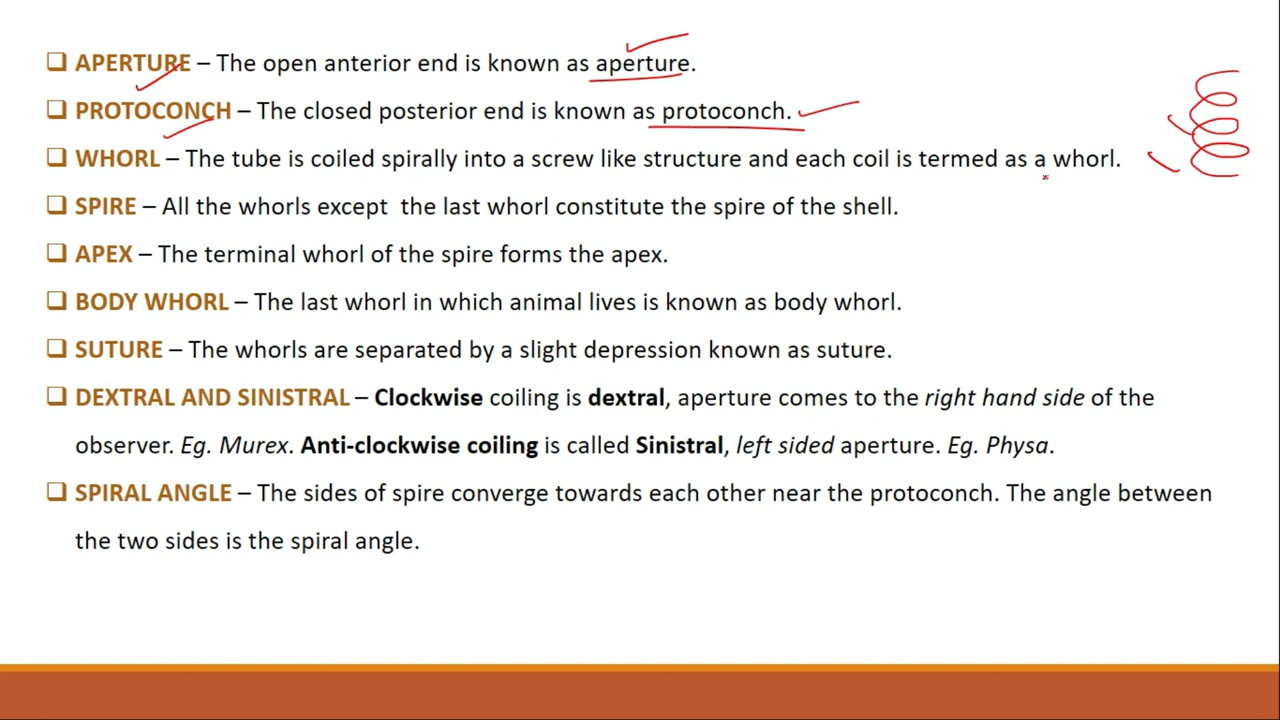 APERTURE – The open anterior end is known as aperture.
PROTOCONCH – The closed posterior end is known as protoconch.
WHORL – The tube is coiled spirally into a screw like structure and each coil is termed as a whorl.
SPIRE – All the whorls except the last whorl constitute the spire of the shell.
APEX – The terminal whorl of the spire forms the apex.
BODY WHORL – The last whorl in which animal lives is known as body whorl.
SUTURE – The whorls are separated by a slight depression known as suture.
DEXTRAL AND SINISTRAL – Clockwise coiling is dextral, aperture comes to the right hand side of the
observer. Eg. Murex. Anti-clockwise coiling is called Sinistral, left sided aperture. Eg. Physa.
SPIRAL ANGLE – The sides of spire converge towards each other near the protoconch. The angle between
the two sides is the spiral angle.